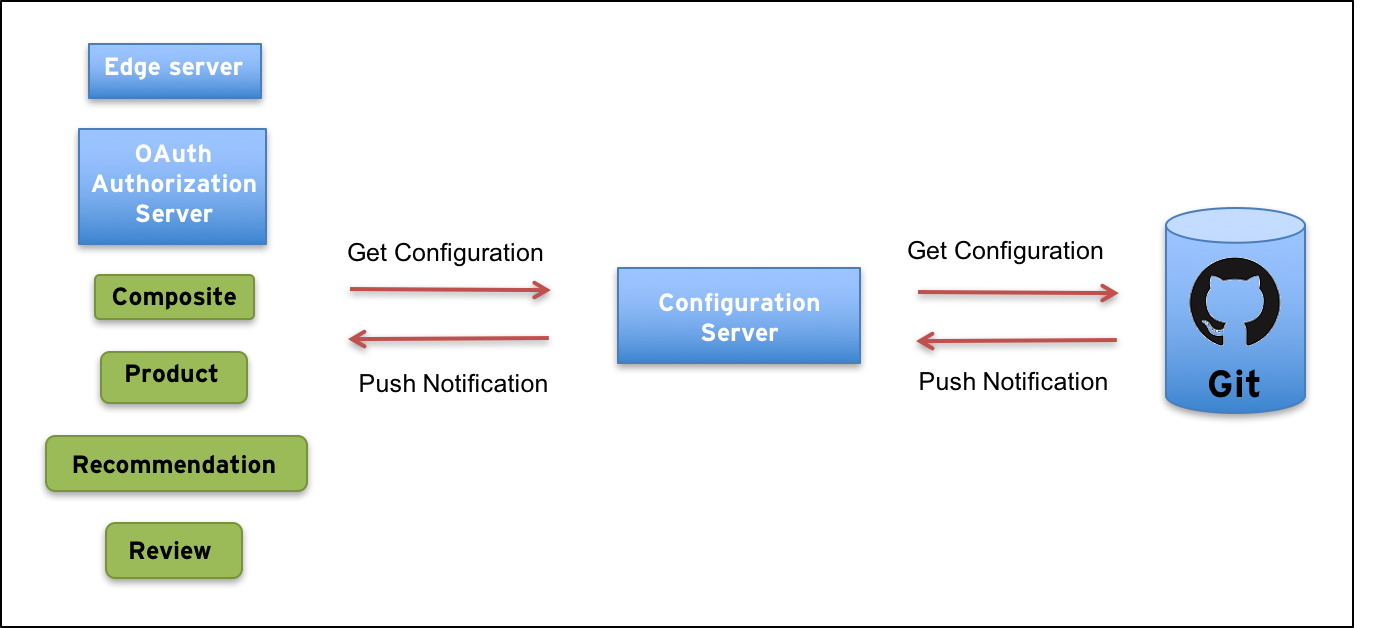 Edge server
OAuth
Authorization
Server
Composite
Product
Recommendation
Review
Get Configuration
Push Notification
Configuration
Server
Get Configuration
Push Notification
Git